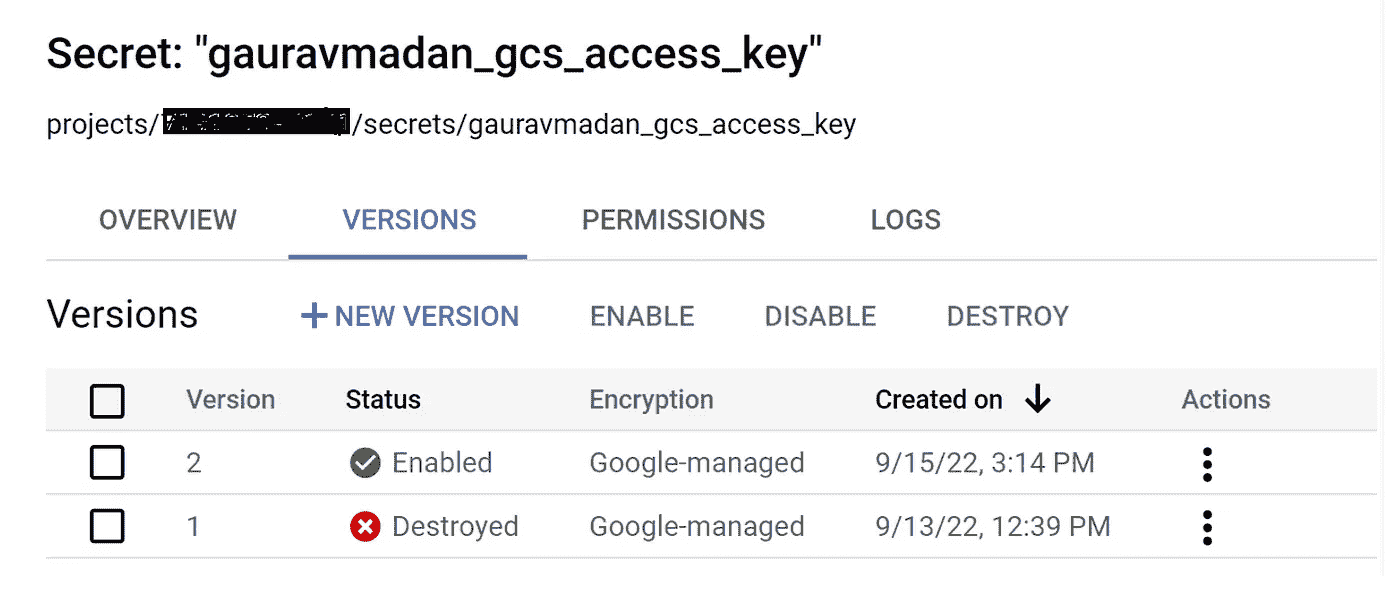 Secret: "gauravmadan_gcs_access_key"
projects/ /secrets/gauravmadan_gcs_access_key
OVERVIEW VERSIONS PERMISSIONS LOGS
Versions + NEW VERSION ENABLE DISABLE DESTROY
Version Status Encryption Created on ↓ Actions
2 Enabled Google-managed 9/15/22, 3:14 PM
1 Destroyed Google-managed 9/13/22, 12:39 PM